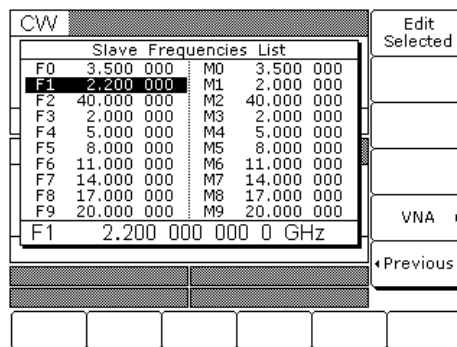 CW
Edit
Selected
Slave Frequencies List
F0 3.500 000 M0 3.500 000
F1 2.200 000 M1 2.000 000
F2 40.000 000 M2 40.000 000
F3 2.000 000 M3 2.000 000
F4 5.000 000 M4 5.000 000
F5 8.000 000 M5 8.000 000
F6 11.000 000 M6 11.000 000
F7 14.000 000 M7 14.000 000
F8 17.000 000 M8 17.000 000
F9 20.000 000 M9 20.000 000
F1 2.200 000 000 0 GHz
VNA
Previous